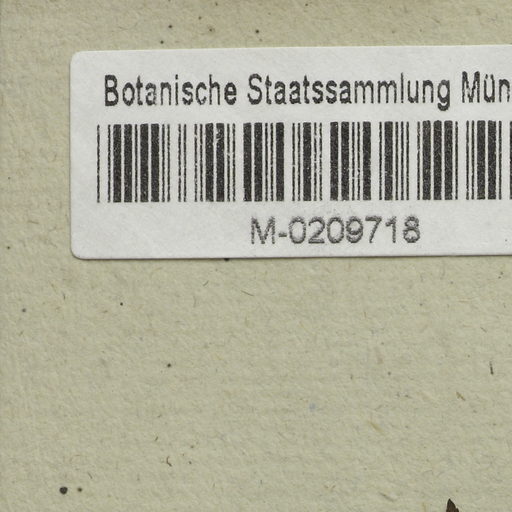 Botanische Staatssammlung Mün
M-0209718